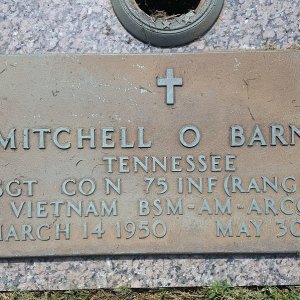 MITCHELL O BARN
TENNESSEE
SGT CO N 75 INF (RANG
VIETNAM BSM-AM-ARCO
MARCH 14 1950 MAY 30